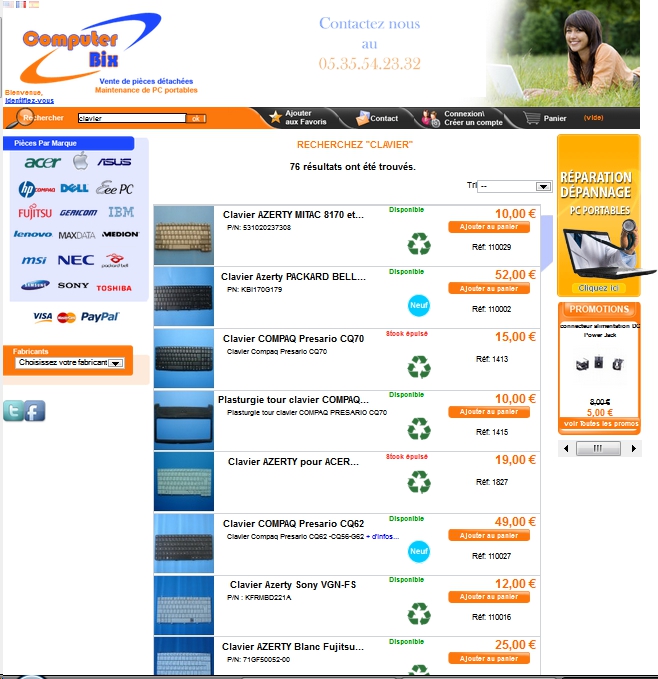 Contactez nous
au
05.35.54.23.32
Computer
Bix
Vente de pièces détachées
Maintenance de PC portables
Bienvenue,
Identifiez-vous
Rechercher
clavier
ok
Ajouter
aux Favoris
Contact
Connexion\
Créer un compte
Panier
(vide)
Pièces Par Marque
acer
ASUS
hp COMPAQ
DELL
Eee PC
FUJITSU
GERICOM
IBM
lenovo
MAXDATA
MEDION
msi
NEC
packard bell
SAMSUNG
SONY
TOSHIBA
VISA
MasterCard
PayPal
Fabricants
Choisissez votre fabricant
RECHERCHEZ "CLAVIER"
76 résultats ont été trouvés.
Tri
--
Clavier AZERTY MITAC 8170 et...
P/N: 531020237308
Disponible
10,00 €
Ajouter au panier
Réf: 110029
Clavier Azerty PACKARD BELL...
PN: KBI170G179
Disponible
Neuf
52,00 €
Ajouter au panier
Réf: 110002
Clavier COMPAQ Presario CQ70
Clavier Compaq Presario CQ70
Stock épuisé
15,00 €
Réf: 1413
Plasturgie tour clavier COMPAQ...
Plasturgie tour clavier COMPAQ PRESARIO CQ70
Disponible
10,00 €
Ajouter au panier
Réf: 1415
Clavier AZERTY pour ACER...
Stock épuisé
19,00 €
Réf: 1827
Clavier COMPAQ Presario CQ62
Clavier Compaq Presario CQ62 -CQ56-G62 + d'infos...
Disponible
Neuf
49,00 €
Ajouter au panier
Réf: 110027
Clavier Azerty Sony VGN-FS
P/N : KFRMBD221A
Disponible
12,00 €
Ajouter au panier
Réf: 110016
Clavier AZERTY Blanc Fujitsu...
P/N: 71GF50052-00
Disponible
25,00 €
Ajouter au panier
RÉPARATION
DÉPANNAGE
PC PORTABLES
Cliquez ici
PROMOTIONS
connecteur alimentation DC
Power Jack
8,00 €
5,00 €
voir Toutes les promos